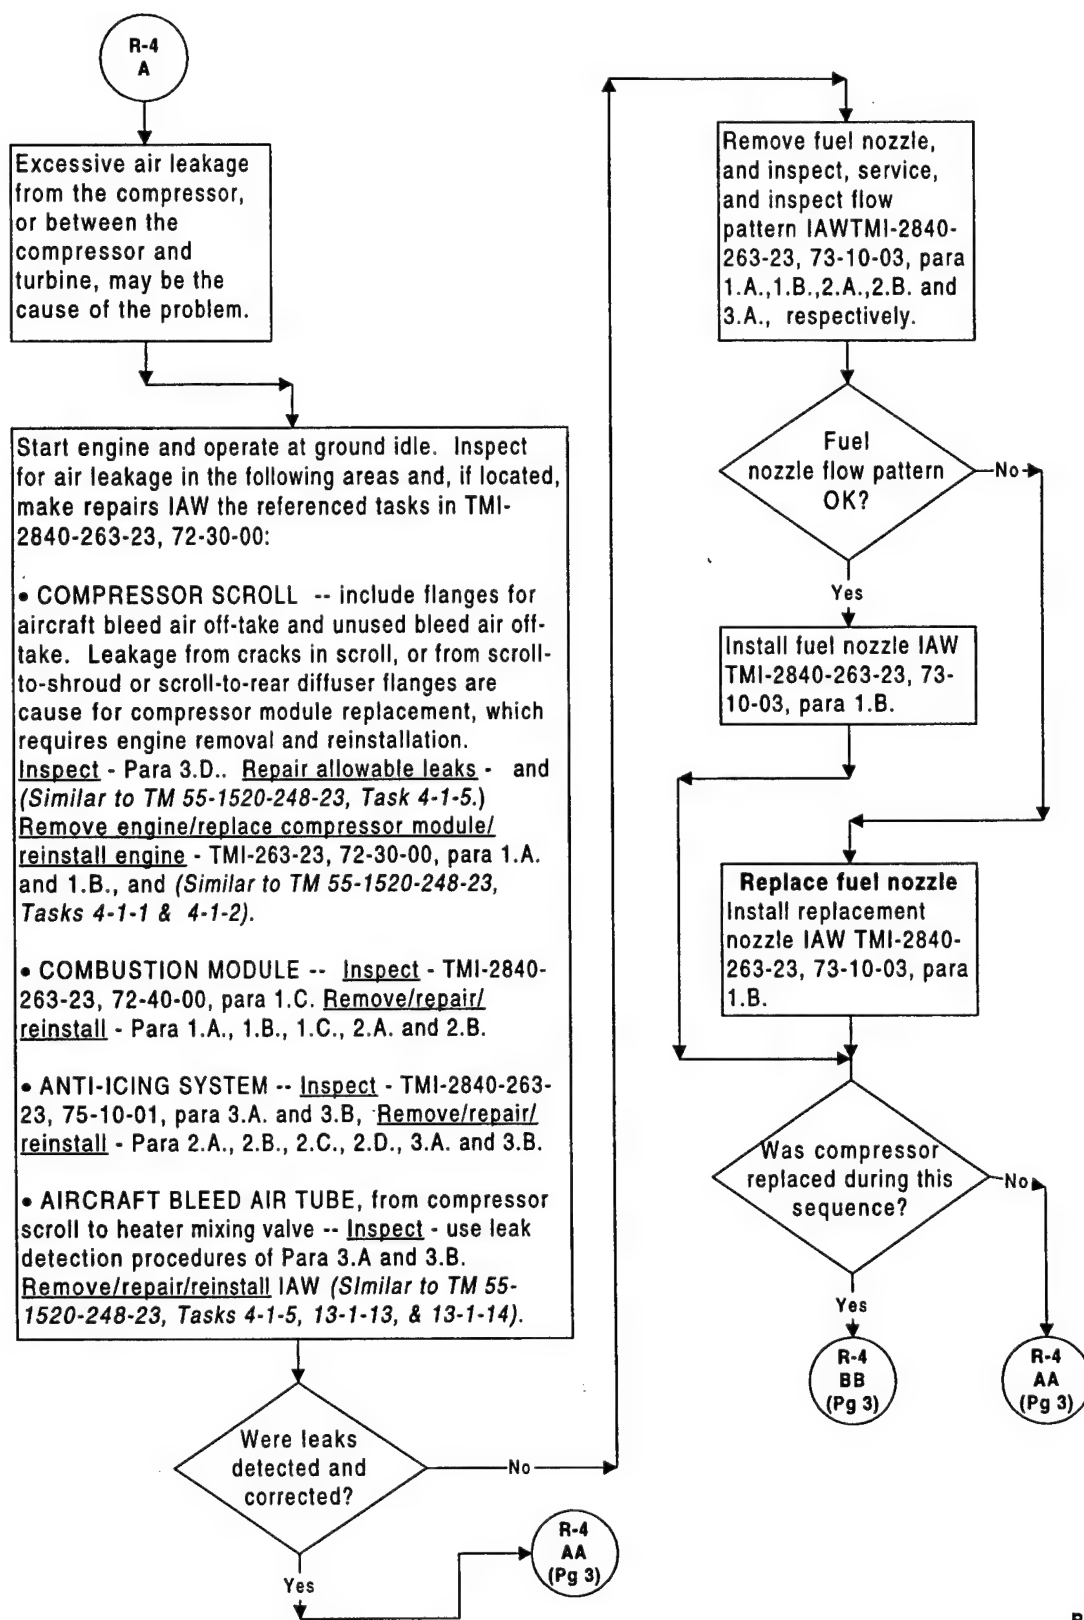 R-4
A
Excessive air leakage
from the compressor,
or between the
compressor and
turbine, may be the
cause of the problem.
Start engine and operate at ground idle. Inspect
for air leakage in the following areas and, if located,
make repairs IAW the referenced tasks in TMI-
2840-263-23, 72-30-00:
• COMPRESSOR SCROLL -- include flanges for
aircraft bleed air off-take and unused bleed air off-
take. Leakage from cracks in scroll, or from scroll-
to-shroud or scroll-to-rear diffuser flanges are
cause for compressor module replacement, which
requires engine removal and reinstallation.
Inspect - Para 3.D.. Repair allowable leaks - and
(Similar to TM 55-1520-248-23, Task 4-1-5.)
Remove engine/replace compressor module/
reinstall engine - TMI-263-23, 72-30-00, para 1.A.
and 1.B., and (Similar to TM 55-1520-248-23,
Tasks 4-1-1 & 4-1-2).
• COMBUSTION MODULE -- Inspect - TMI-2840-
263-23, 72-40-00, para 1.C. Remove/repair/
reinstall - Para 1.A., 1.B., 1.C., 2.A. and 2.B.
• ANTI-ICING SYSTEM -- Inspect - TMI-2840-263-
23, 75-10-01, para 3.A. and 3.B, Remove/repair/
reinstall - Para 2.A., 2.B., 2.C., 2.D., 3.A. and 3.B.
• AIRCRAFT BLEED AIR TUBE, from compressor
scroll to heater mixing valve -- Inspect - use leak
detection procedures of Para 3.A and 3.B.
Remove/repair/reinstall IAW (Similar to TM 55-
1520-248-23, Tasks 4-1-5, 13-1-13, & 13-1-14).
Were leaks
detected and
corrected?
No
Yes
R-4
AA
(Pg 3)
Remove fuel nozzle,
and inspect, service,
and inspect flow
pattern IAWTMI-2840-
263-23, 73-10-03, para
1.A.,1.B.,2.A.,2.B. and
3.A., respectively.
Fuel
nozzle flow pattern
OK?
No
Yes
Install fuel nozzle IAW
TMI-2840-263-23, 73-
10-03, para 1.B.
Replace fuel nozzle
Install replacement
nozzle IAW TMI-2840-
263-23, 73-10-03, para
1.B.
Was compressor
replaced during this
sequence?
No
Yes
R-4
BB
(Pg 3)
R-4
AA
(Pg 3)